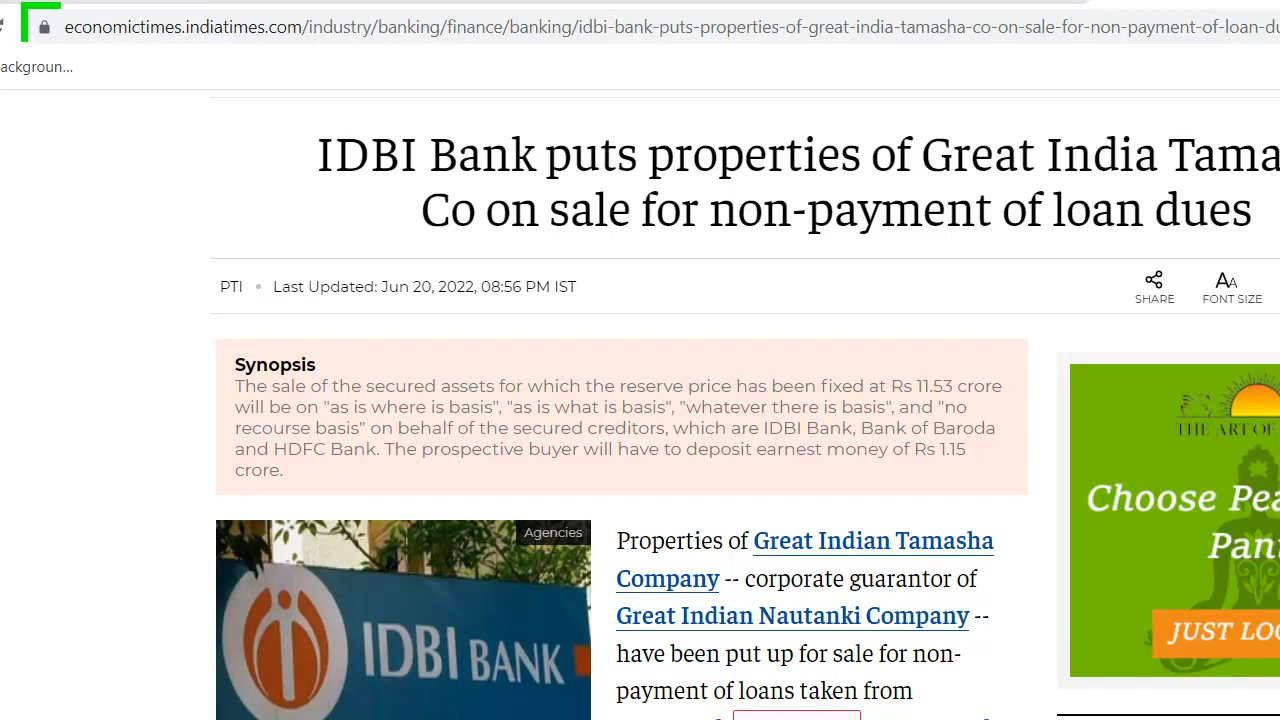 economictimes.indiatimes.com/industry/banking/finance/banking/idbi-bank-puts-properties-of-great-india-tamasha-co-on-sale-for-non-payment-of-loan-du
ackgroun...
IDBI Bank puts properties of Great India Tama
Co on sale for non-payment of loan dues
PTI • Last Updated: Jun 20, 2022, 08:56 PM IST
SHARE
AA
FONT SIZE
Synopsis
The sale of the secured assets for which the reserve price has been fixed at Rs 11.53 crore
will be on "as is where is basis", "as is what is basis", "whatever there is basis", and "no
recourse basis" on behalf of the secured creditors, which are IDBI Bank, Bank of Baroda
and HDFC Bank. The prospective buyer will have to deposit earnest money of Rs 1.15
crore.
Agencies
IDBI BANK
Properties of Great Indian Tamasha
Company -- corporate guarantor of
Great Indian Nautanki Company --
have been put up for sale for non-
payment of loans taken from
THE ART OF
Choose Pea
Pan
JUST LOO